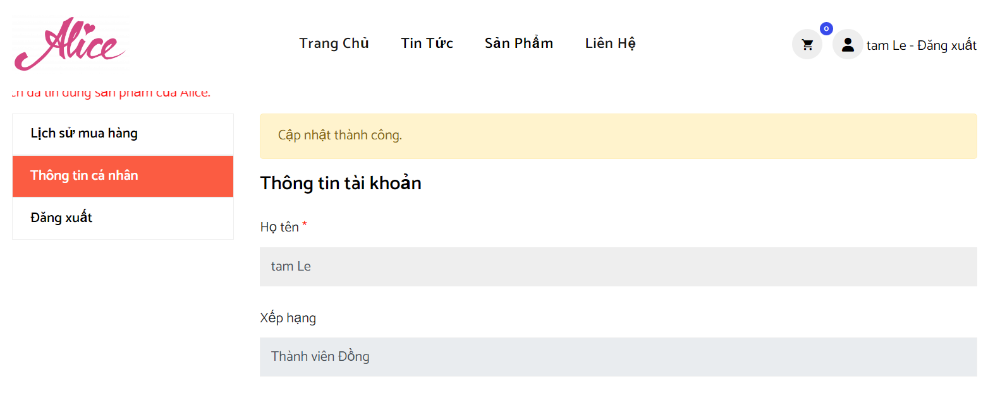 Alice
Trang Chủ Tin Tức Sản Phẩm Liên Hệ
0
tam Le - Đăng xuất
đã tin dùng sản phẩm của Alice.
Lịch sử mua hàng
Thông tin cá nhân
Đăng xuất
Cập nhật thành công.
Thông tin tài khoản
Họ tên *
tam Le
Xếp hạng
Thành viên Đồng